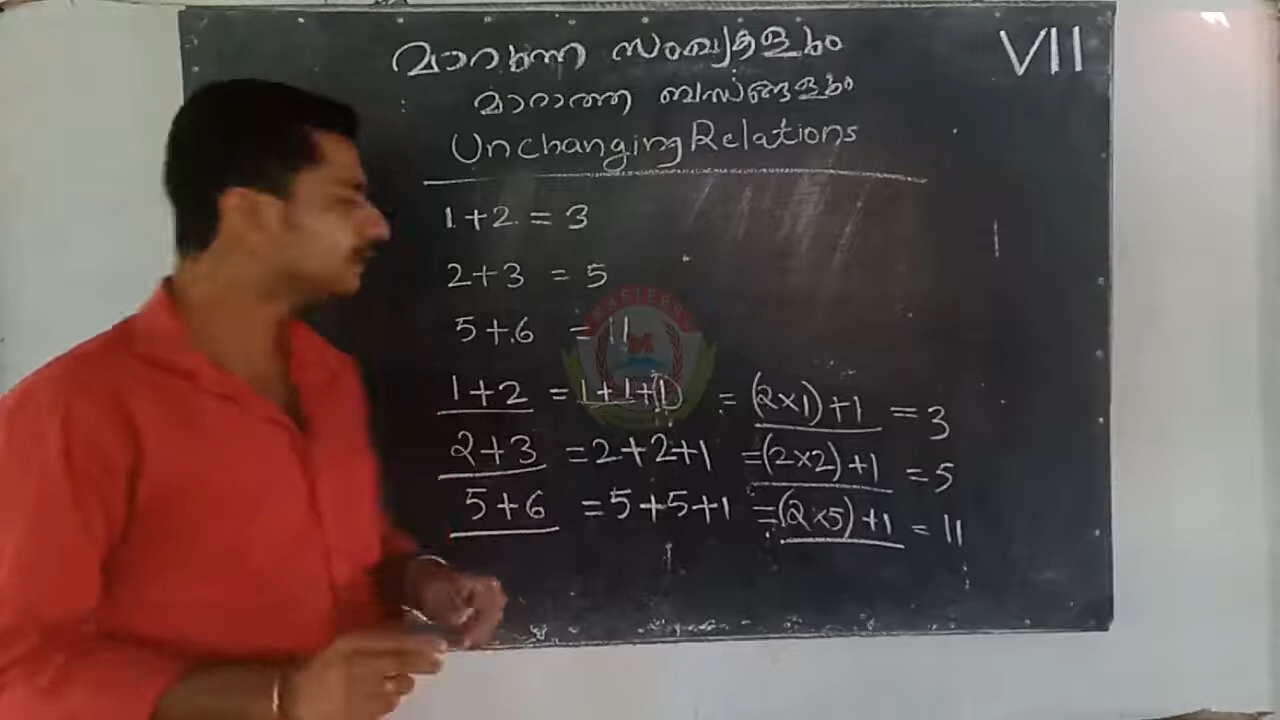 മാറുന്ന സംഖ്യകളും
VII
മാറാത്ത ബന്ധങ്ങളും
Unchanging Relations
1+2 = 3
2+3 = 5
5+6 = 11
1+2 = 1+1+1 = (2×1)+1 = 3
2+3 = 2+2+1 = (2×2)+1 = 5
5+6 = 5+5+1 = (2×5)+1 = 11